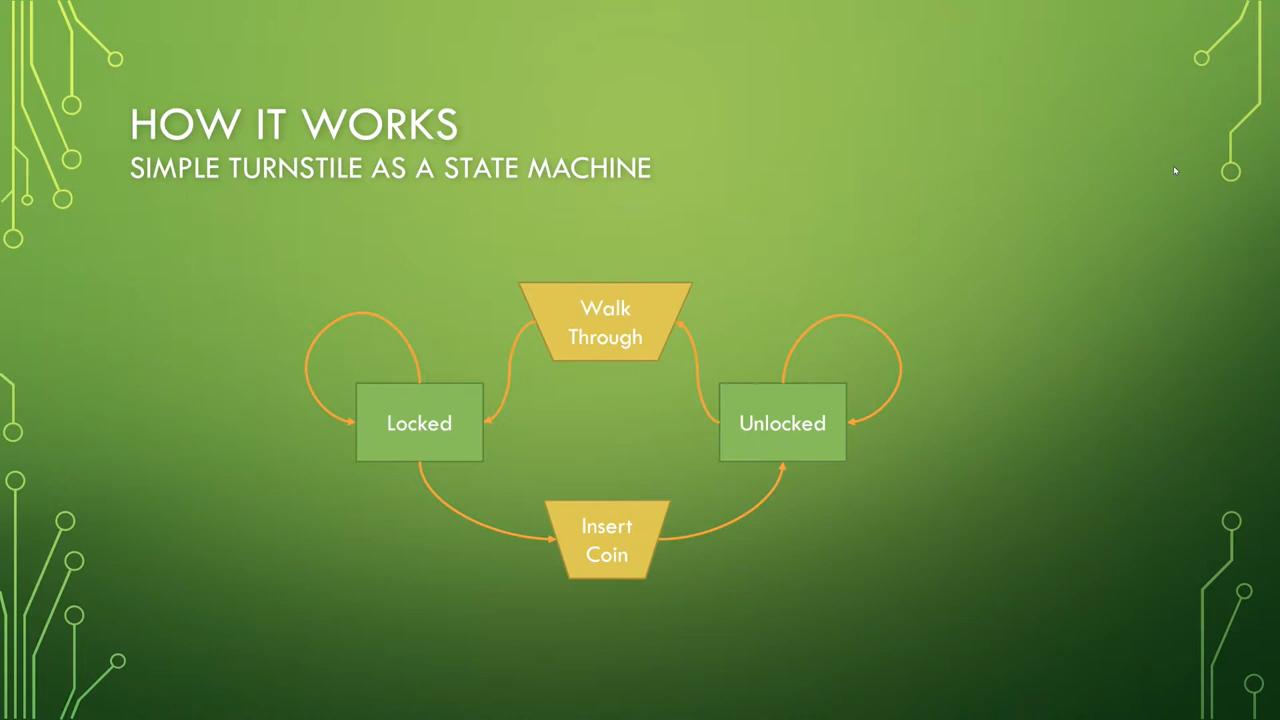 HOW IT WORKS
SIMPLE TURNSTILE AS A STATE MACHINE
Walk
Through
Locked
Unlocked
Insert
Coin